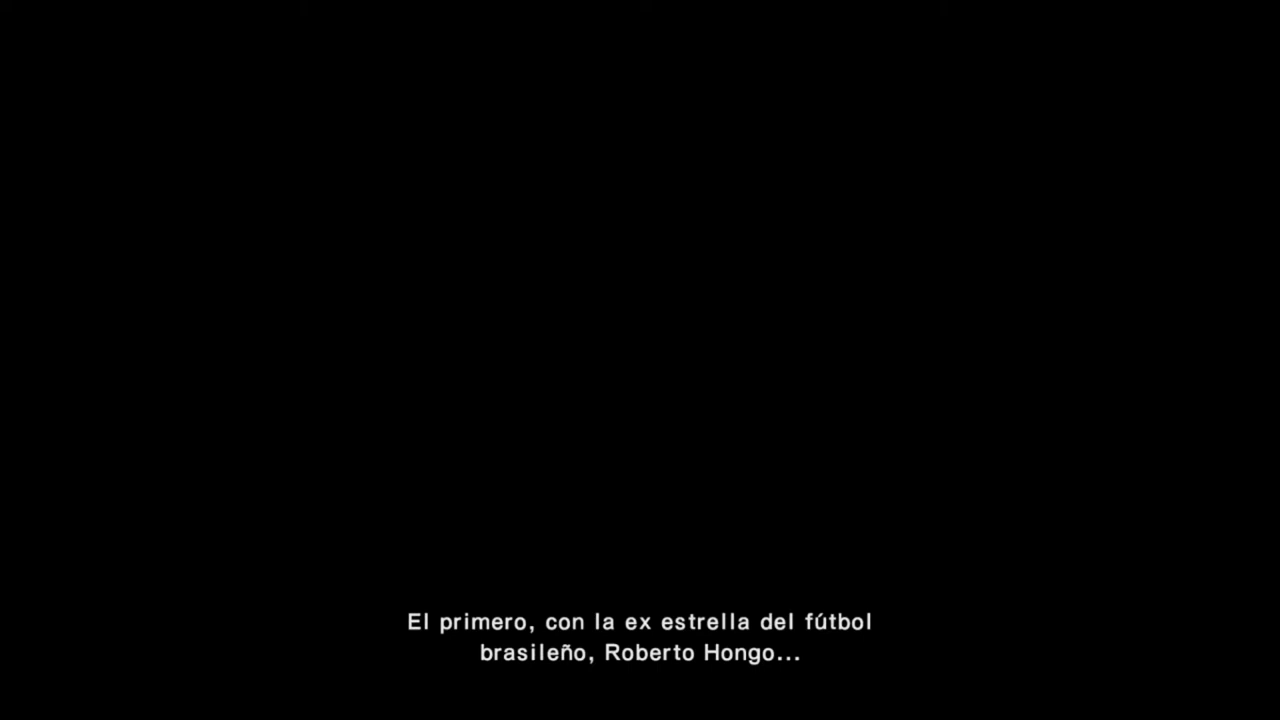 El primero, con la ex estrella del fútbol
brasileño, Roberto Hongo...